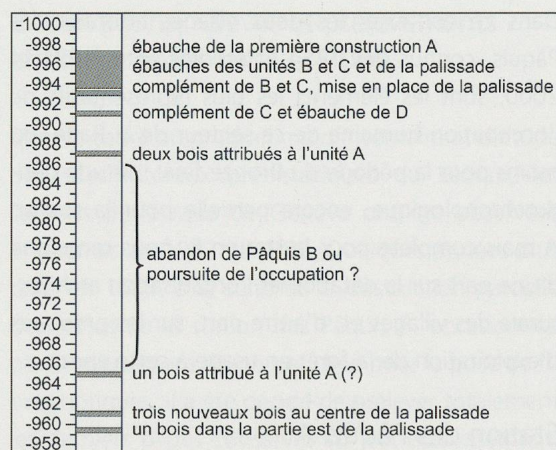 -1000
-998
-996
-994
-992
-990
-988
-986
-984
-982
-980
-978
-976
-974
-972
-970
-968
-966
-964
-962
-960
-958
ébauche de la première construction A
ébauches des unités B et C et de la palissade
complément de B et C, mise en place de la palissade
complément de C et ébauche de D
deux bois attribués à l'unité A
abandon de Pâquis B ou
poursuite de l'occupation ?
un bois attribué à l'unité A (?)
trois nouveaux bois au centre de la palissade
un bois dans la partie est de la palissade